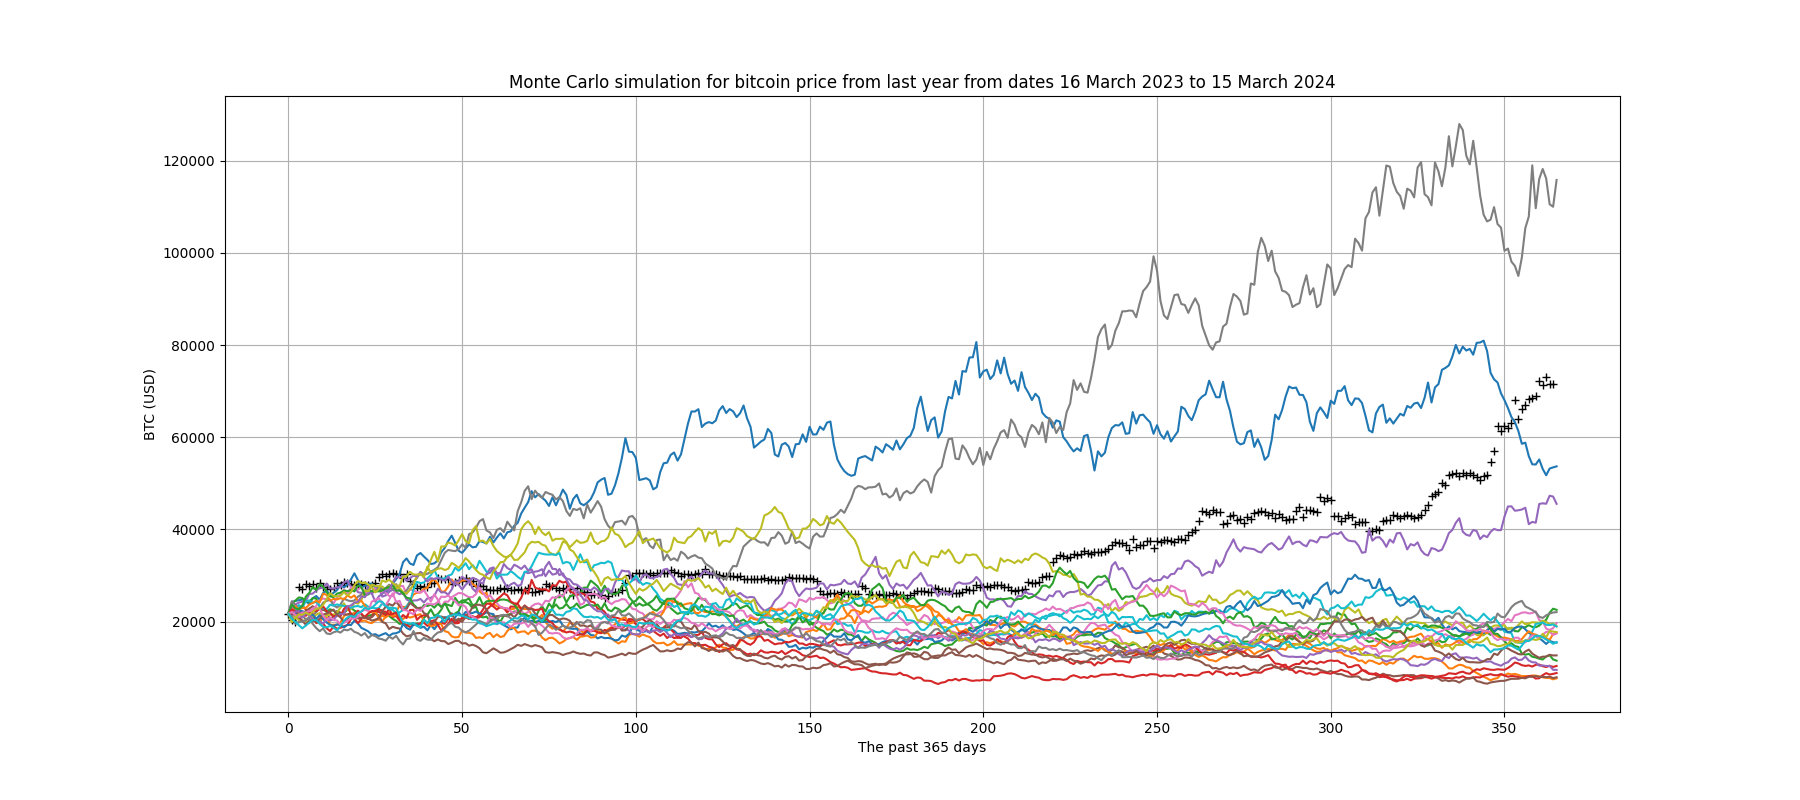 Monte Carlo simulation for bitcoin price from last year from dates 16 March 2023 to 15 March 2024
120000
100000
80000
60000
40000
20000
BTC (USD)
0 50 100 150 200 250 300 350
The past 365 days